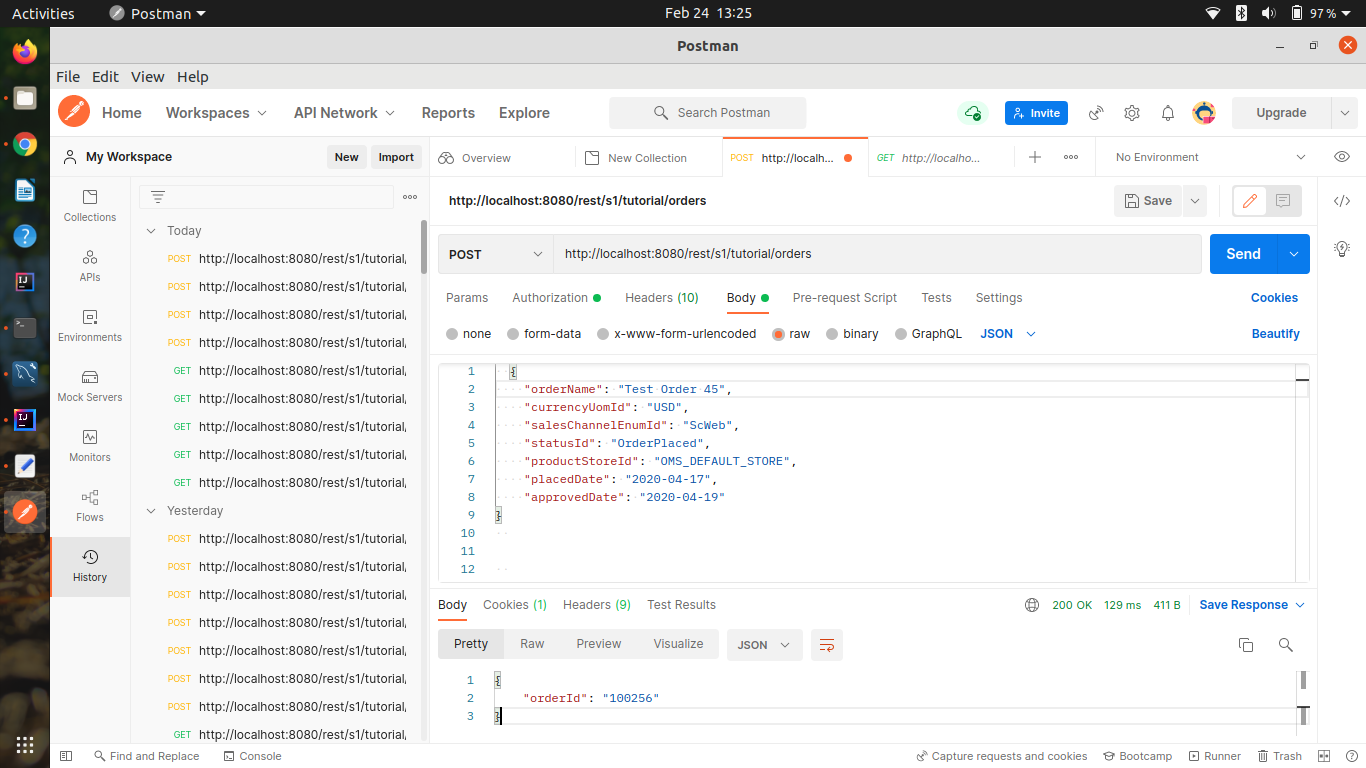 Activities Postman Feb 24 13:25 97 %
Postman
File Edit View Help
Home Workspaces API Network Reports Explore Search Postman Invite Upgrade
My Workspace New Import Overview New Collection POST http://localh... GET http://localho... No Environment
http://localhost:8080/rest/s1/tutorial/orders Save
Collections
APIs
Environments
Mock Servers
Monitors
Flows
History
Today
POST http://localhost:8080/rest/s1/tutorial/
POST http://localhost:8080/rest/s1/tutorial/
POST http://localhost:8080/rest/s1/tutorial/
POST http://localhost:8080/rest/s1/tutorial/
GET http://localhost:8080/rest/s1/tutorial/
GET http://localhost:8080/rest/s1/tutorial/
GET http://localhost:8080/rest/s1/tutorial/
GET http://localhost:8080/rest/s1/tutorial/
GET http://localhost:8080/rest/s1/tutorial/
Yesterday
POST http://localhost:8080/rest/s1/tutorial/
POST http://localhost:8080/rest/s1/tutorial/
POST http://localhost:8080/rest/s1/tutorial/
POST http://localhost:8080/rest/s1/tutorial/
POST http://localhost:8080/rest/s1/tutorial/
POST http://localhost:8080/rest/s1/tutorial/
POST http://localhost:8080/rest/s1/tutorial/
GET http://localhost:8080/rest/s1/tutorial/
POST http://localhost:8080/rest/s1/tutorial/orders Send
Params Authorization Headers (10) Body Pre-request Script Tests Settings Cookies
none form-data x-www-form-urlencoded raw binary GraphQL JSON Beautify
1 {
2 "orderName": "Test Order 45",
3 "currencyUomId": "USD",
4 "salesChannelEnumId": "ScWeb",
5 "statusId": "OrderPlaced",
6 "productStoreId": "OMS_DEFAULT_STORE",
7 "placedDate": "2020-04-17",
8 "approvedDate": "2020-04-19"
9 }
10
11
12
Body Cookies (1) Headers (9) Test Results 200 OK 129 ms 411 B Save Response
Pretty Raw Preview Visualize JSON
1 {
2 "orderId": "100256"
3 }
Find and Replace Console Capture requests and cookies Bootcamp Runner Trash